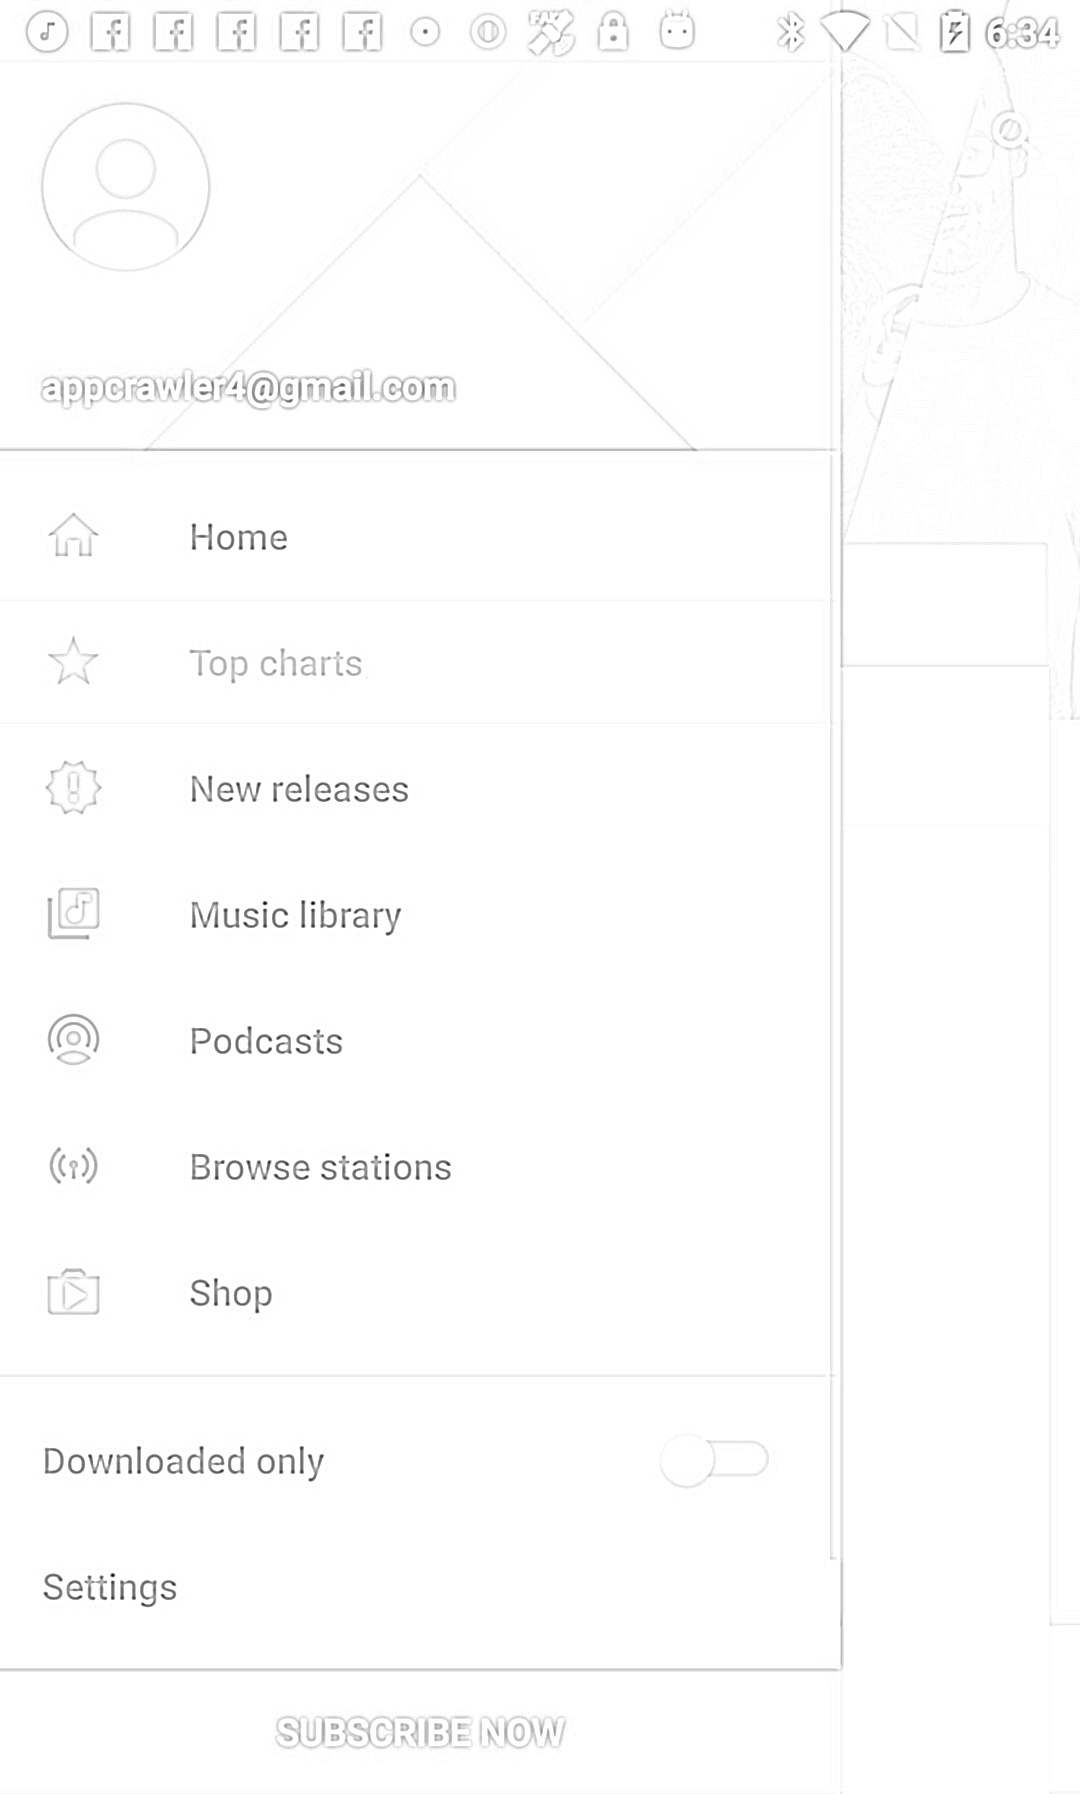 6:34
appcrawler4@gmail.com
Home
Top charts
New releases
Music library
Podcasts
Browse stations
Shop
Downloaded only
Settings
SUBSCRIBE NOW